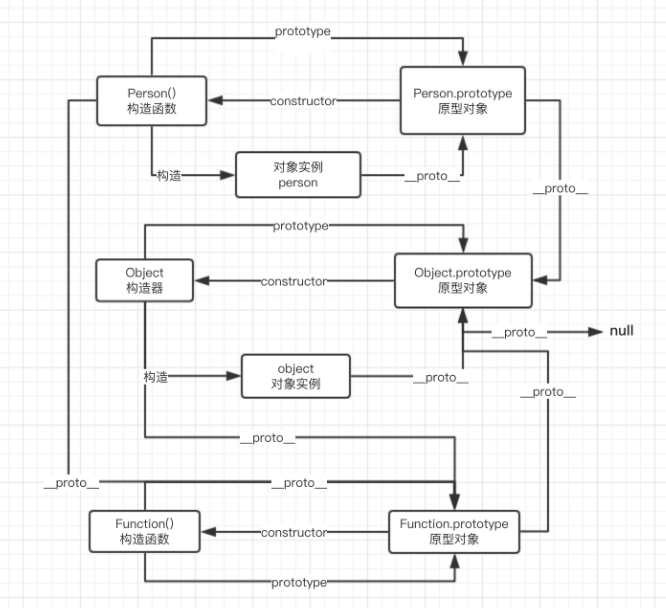 prototype
Person()
构造函数
constructor
Person.prototype
原型对象
构造
对象实例
person
__proto__
__proto__
prototype
Object
构造器
constructor
Object.prototype
原型对象
__proto__
null
构造
object
对象实例
__proto__
__proto__
__proto__
__proto__
__proto__
Function()
构造函数
constructor
Function.prototype
原型对象
prototype